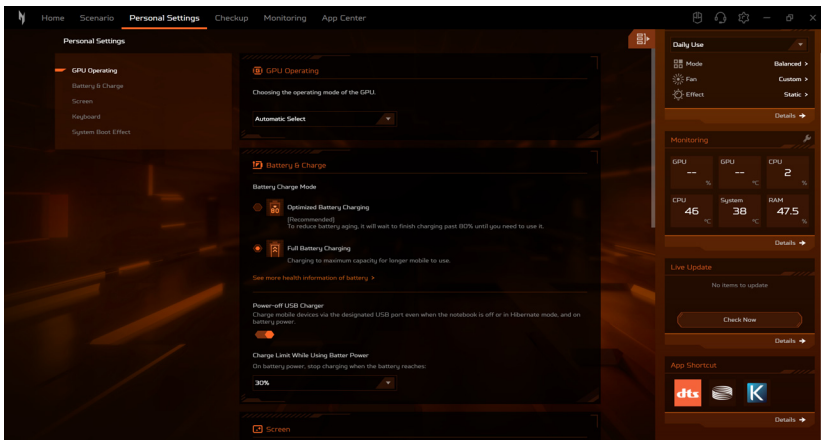 Home Scenario Personal Settings Checkup Monitoring App Center
Personal Settings
GPU Operating
Battery & Charge
Screen
Keyboard
System Boot Effect
GPU Operating
Choosing the operating mode of the GPU.
Automatic Select
Battery & Charge
Battery Charge Mode
80
Optimized Battery Charging
[Recommended]
To reduce battery aging, it will wait to finish charging past 80% until you need to use it.
Full Battery Charging
Charging to maximum capacity for longer mobile to use.
See more health information of battery >
Power-off USB Charger
Charge mobile devices via the designated USB port even when the notebook is off or in Hibernate mode, and on
battery power.
Charge Limit While Using Batter Power
On battery power, stop charging when the battery reaches:
30%
Screen
Daily Use
Mode Balanced >
Fan Custom >
Effect Static >
Details →
Monitoring
GPU GPU CPU
-- -- 2
% °C %
CPU System RAM
46 38 47.5
°C °C %
Details →
Live Update
No items to update
Check Now
Details →
App Shortcut
dts K
Details →